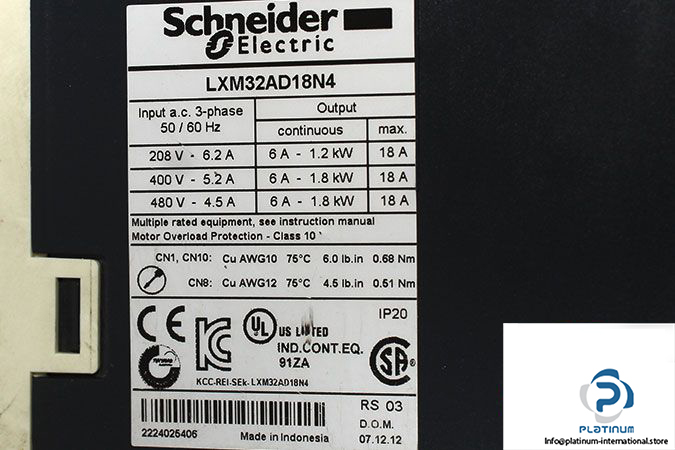 Schneider
Electric
LXM32AD18N4
Input a.c. 3-phase
50 / 60 Hz
Output
continuous
max.
208 V - 6.2 A
6 A - 1.2 kW
18 A
400 V - 5.2 A
6 A - 1.8 kW
18 A
480 V - 4.5 A
6 A - 1.8 kW
18 A
Multiple rated equipment, see instruction manual
Motor Overload Protection - Class 10
CN1, CN10: Cu AWG10 75°C 6.0 lb.in 0.68 Nm
CN8: Cu AWG12 75°C 4.5 lb.in 0.51 Nm
IP20
CE
UL
US LISTED
IND.CONT.EQ.
91ZA
KCC-REI-SEk-LXM32AD18N4
RS 03
D.O.M.
07.12.12
2224025406
Made in Indonesia
PLATINUM
Info@platinum-international.store